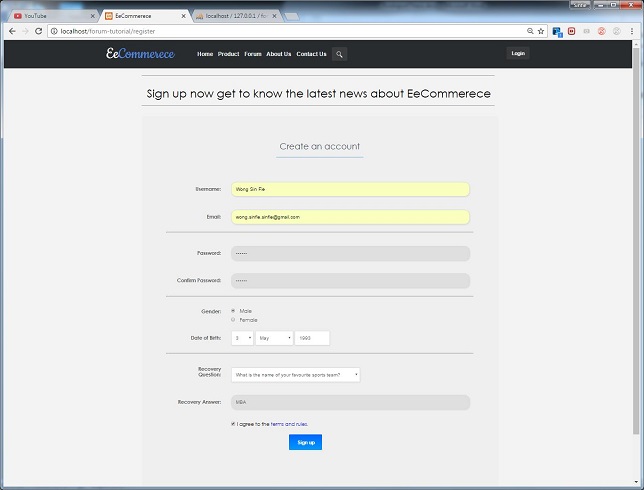 YouTube
EeCommerece
localhost / 127.0.0.1 / for
localhost/forum-tutorial/register
EeCommerece Home Product Forum About Us Contact Us Login
Sign up now get to know the latest news about EeCommerece
Create an account
Username: Wong Sin Fie
Email: wong.sinfie.sinfie@gmail.com
Password: ••••••
Confirm Password: ••••••
Gender: Male
Female
Date of Birth: 3 May 1993
Recovery
Question: What is the name of your favourite sports team?
Recovery Answer: MBA
I agree to the terms and rules.
Sign up